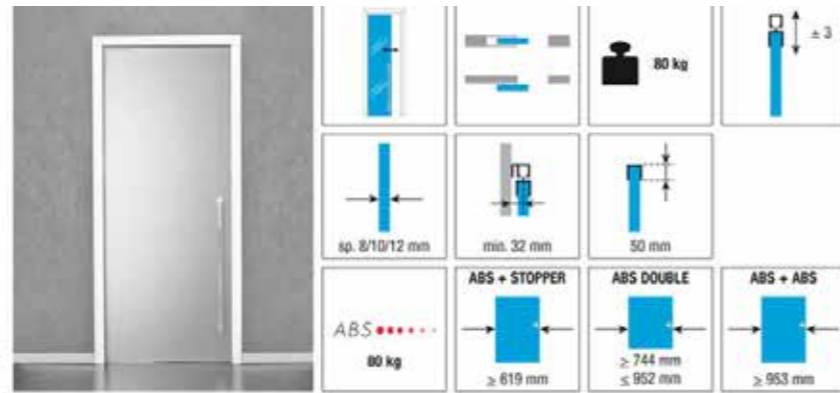 80 kg
± 3
sp. 8/10/12 mm
min. 32 mm
50 mm
ABS
80 kg
ABS + STOPPER
≥ 619 mm
ABS DOUBLE
≥ 744 mm
≤ 952 mm
ABS + ABS
≥ 953 mm